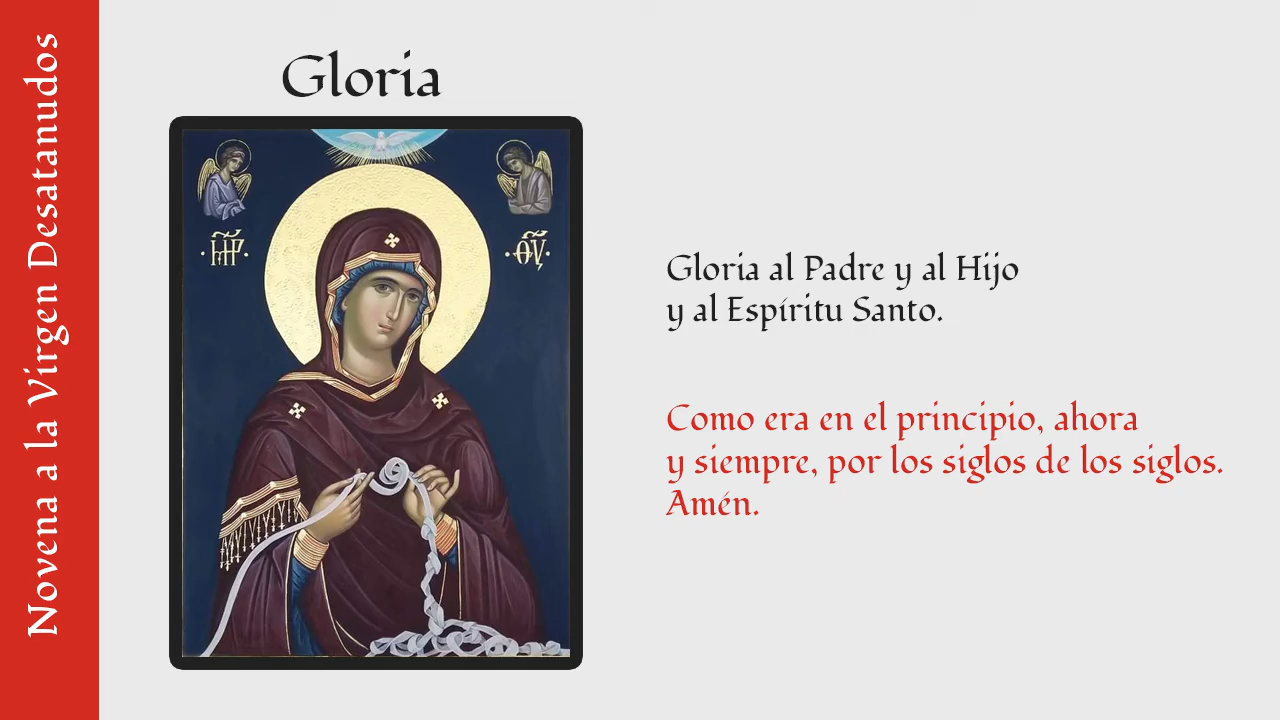 Novena a la Virgen Desatanudos
Gloria
Gloria al Padre y al Hijo
y al Espíritu Santo.
Como era en el principio, ahora
y siempre, por los siglos de los siglos.
Amén.